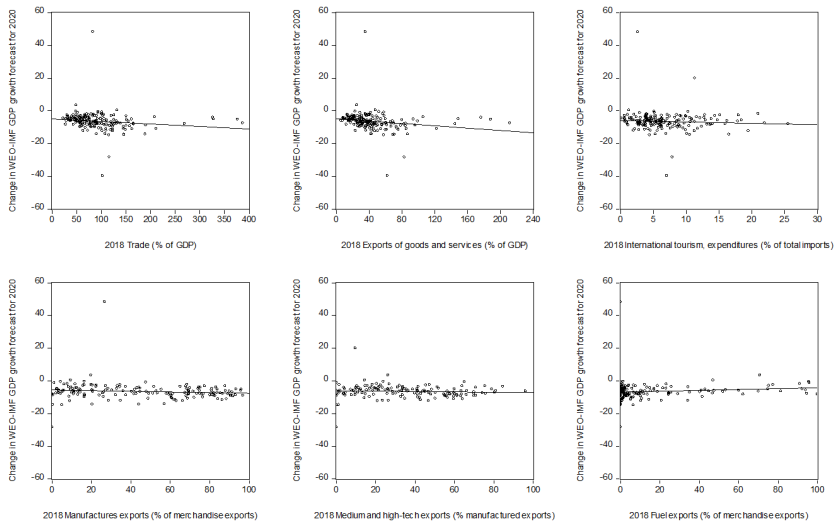 Change in WEO-IMF GDP growth forecast for 2020
60
40
20
0
-20
-40
-60
0 50 100 150 200 250 300 350 400
2018 Trade (% of GDP)
Change in WEO-IMF GDP growth forecast for 2020
60
40
20
0
-20
-40
-60
0 40 80 120 160 200 240
2018 Exports of goods and services (% of GDP)
Change in WEO-IMF GDP growth forecast for 2020
60
40
20
0
-20
-40
-60
0 5 10 15 20 25 30
2018 International tourism, expenditures (% of total imports)
Change in WEO-IMF GDP growth forecast for 2020
60
40
20
0
-20
-40
-60
0 20 40 60 80 100
2018 Manufactures exports (% of merchandise exports)
Change in WEO-IMF GDP growth forecast for 2020
60
40
20
0
-20
-40
-60
0 20 40 60 80 100
2018 Medium and high-tech exports (% manufactured exports)
Change in WEO-IMF GDP growth forecast for 2020
60
40
20
0
-20
-40
-60
0 20 40 60 80 100
2018 Fuel exports (% of merchandise exports)